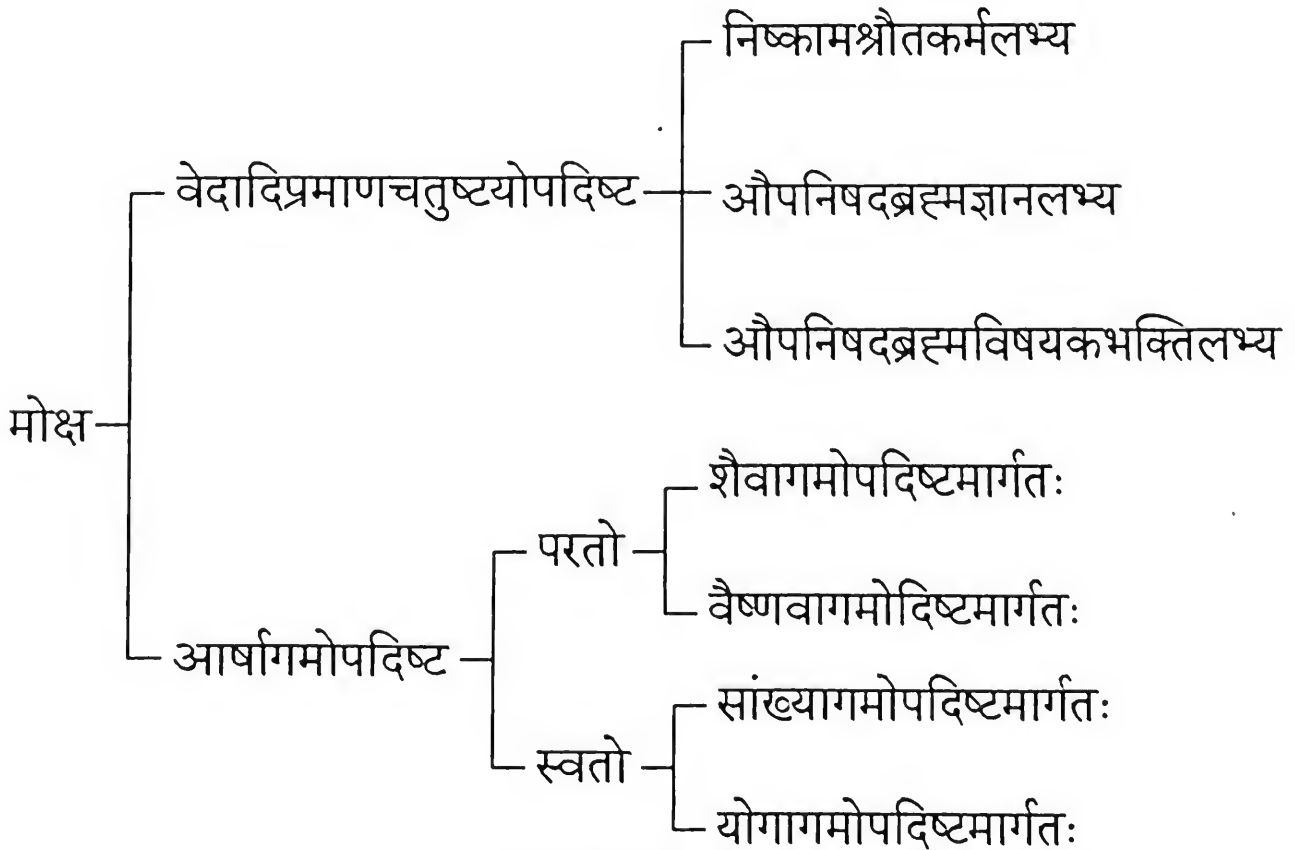 निष्कामश्रौतकर्मलभ्य
वेदादिप्रमाणचतुष्टयोपदिष्ट
औपनिषदब्रह्मज्ञानलभ्य
औपनिषदब्रह्मविषयकभक्तिलभ्य
मोक्ष
शैवागमोपदिष्टमार्गतः
परतो
वैष्णवागमोदिष्टमार्गतः
आर्षागमोपदिष्ट
सांख्यागमोपदिष्टमार्गतः
स्वतो
योगागमोपदिष्टमार्गतः